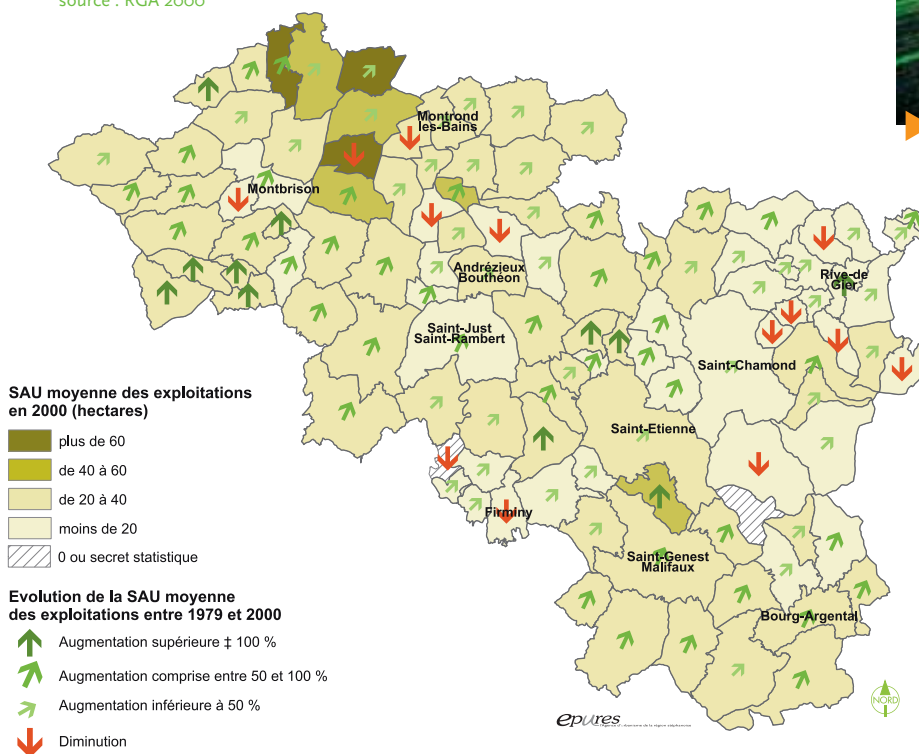 source : RGA 2000
Montrond
les-Bains
Montbrison
Andrézieux
Bouthéon
Rive-de
Gier
Saint-Just
Saint-Rambert
Saint-Chamond
SAU moyenne des exploitations
en 2000 (hectares)
plus de 60
de 40 à 60
de 20 à 40
moins de 20
0 ou secret statistique
Saint-Etienne
Firminy
Saint-Genest
Malifaux
Bourg-Argental
Evolution de la SAU moyenne
des exploitations entre 1979 et 2000
Augmentation supérieure ‡ 100 %
Augmentation comprise entre 50 et 100 %
Augmentation inférieure à 50 %
Diminution
epures
NORD